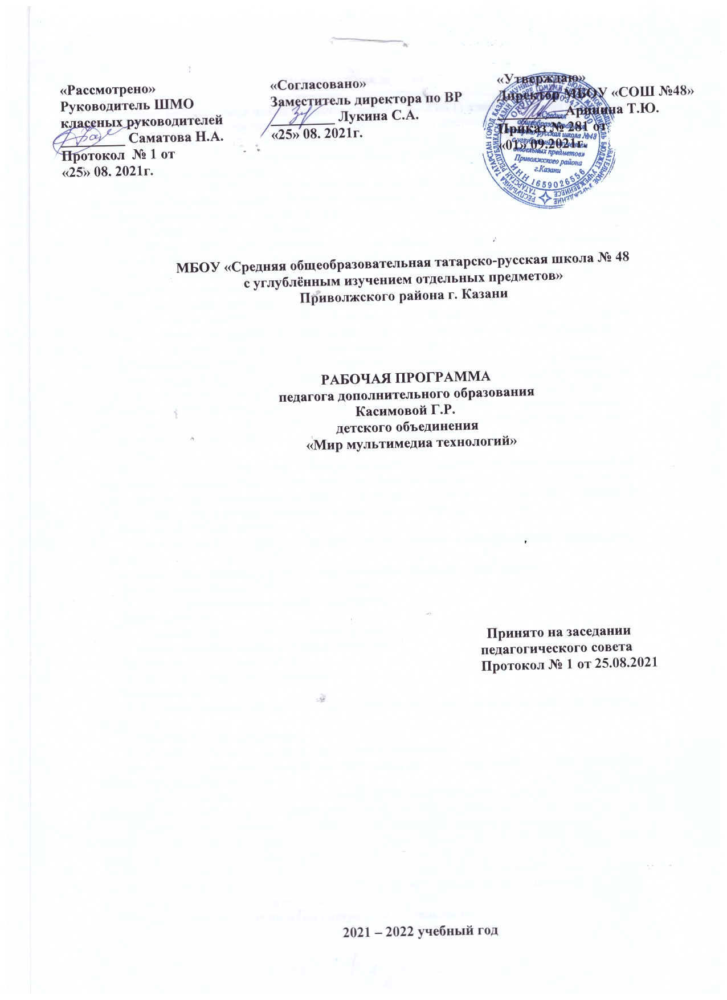 «Рассмотрено»
Руководитель ШМО
классных руководителей
_________ Саматова Н.А.
Протокол № 1 от
«25» 08. 2021г.
«Согласовано»
Заместитель директора по ВР
_________ Лукина С.А.
«25» 08. 2021г.
«Утверждаю»
Директор МБОУ «СОШ №48»
_________ Аринина Т.Ю.
Приказ № 281 от
«01» 09.2021г.
«Средняя
общеобразовательная
татарско-русская школа №48
с углубленным изучением
отдельных предметов»
Приволжского района
г.Казани
ИНН 1659026556
МБОУ «Средняя общеобразовательная татарско-русская школа № 48
с углублённым изучением отдельных предметов»
Приволжского района г. Казани
РАБОЧАЯ ПРОГРАММА
педагога дополнительного образования
Касимовой Г.Р.
детского объединения
«Мир мультимедиа технологий»
Принято на заседании
педагогического совета
Протокол № 1 от 25.08.2021
2021 – 2022 учебный год